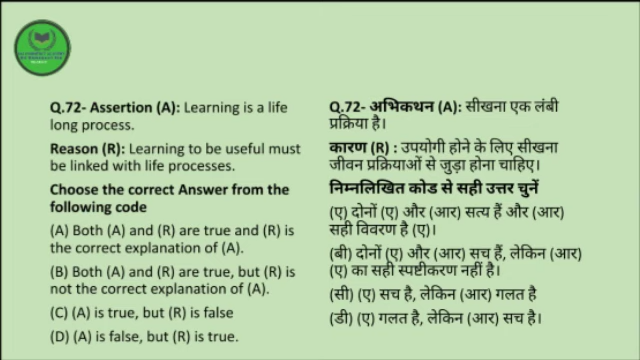 Q.72- Assertion (A): Learning is a life
long process.
Reason (R): Learning to be useful must
be linked with life processes.
Choose the correct Answer from the
following code
(A) Both (A) and (R) are true and (R) is
the correct explanation of (A).
(B) Both (A) and (R) are true, but (R) is
not the correct explanation of (A).
(C) (A) is true, but (R) is false
(D) (A) is false, but (R) is true.
Q.72- अभिकथन (A): सीखना एक लंबी
प्रक्रिया है।
कारण (R) : उपयोगी होने के लिए सीखना
जीवन प्रक्रियाओं से जुड़ा होना चाहिए।
निम्नलिखित कोड से सही उत्तर चुनें
(ए) दोनों (ए) और (आर) सत्य हैं और (आर)
सही विवरण है (ए)।
(बी) दोनों (ए) और (आर) सच हैं, लेकिन (आर)
(ए) का सही स्पष्टीकरण नहीं है।
(सी) (ए) सच है, लेकिन (आर) गलत है
(डी) (ए) गलत है, लेकिन (आर) सच है।